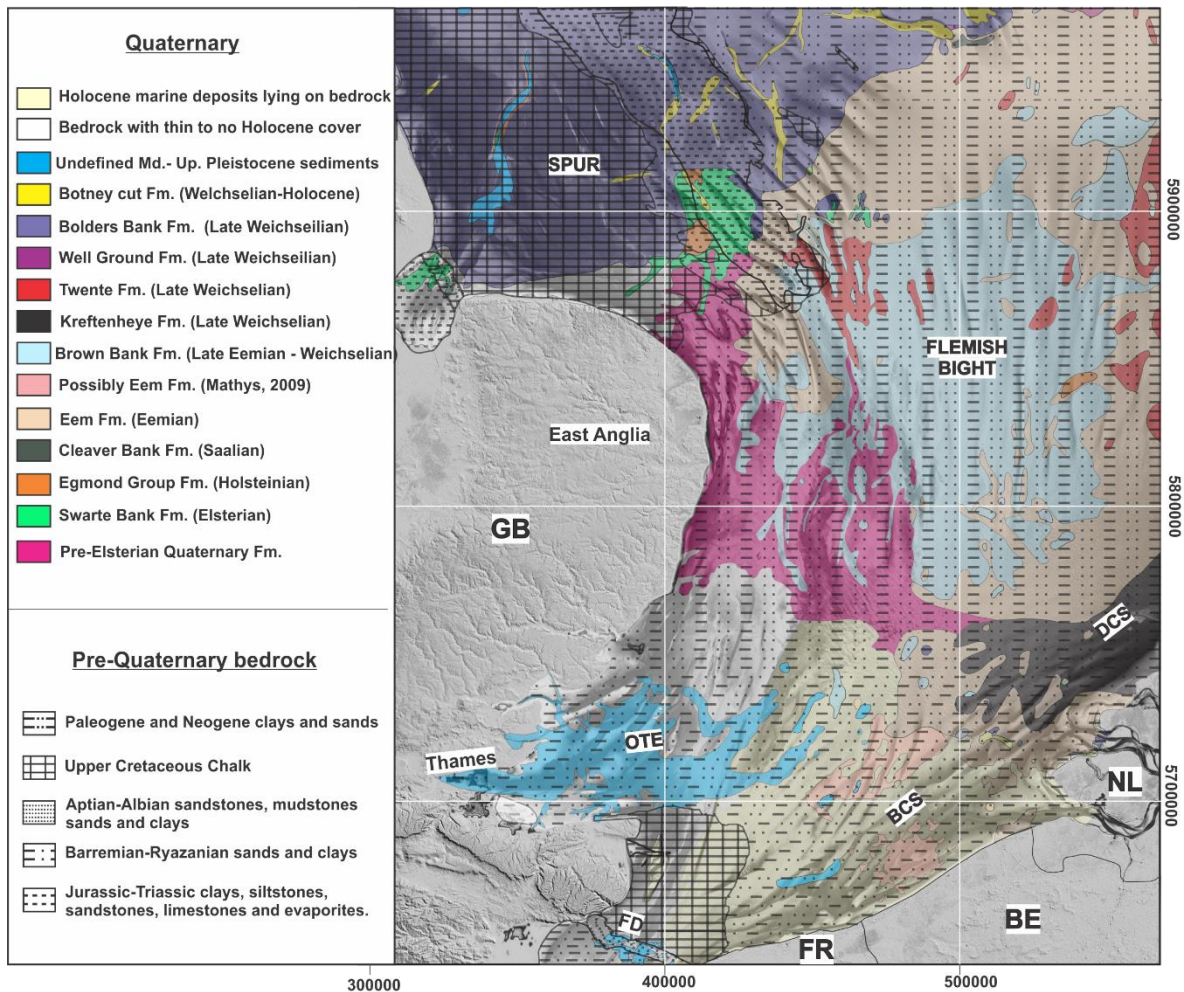 Quaternary
Holocene marine deposits lying on bedrock
Bedrock with thin to no Holocene cover
Undefined Md.- Up. Pleistocene sediments
Botney cut Fm. (Welchselian-Holocene)
Bolders Bank Fm. (Late Weichseilian)
Well Ground Fm. (Late Weichseilian)
Twente Fm. (Late Weichselian)
Kreftenheye Fm. (Late Weichselian)
Brown Bank Fm. (Late Eemian - Weichselian)
Possibly Eem Fm. (Mathys, 2009)
Eem Fm. (Eemian)
Cleaver Bank Fm. (Saalian)
Egmond Group Fm. (Holsteinian)
Swarte Bank Fm. (Elsterian)
Pre-Elsterian Quaternary Fm.
Pre-Quaternary bedrock
Paleogene and Neogene clays and sands
Upper Cretaceous Chalk
Aptian-Albian sandstones, mudstones
sands and clays
Barremian-Ryazanian sands and clays
Jurassic-Triassic clays, siltstones,
sandstones, limestones and evaporites.
SPUR
FLEMISH
BIGHT
East Anglia
GB
DCS
OTE
Thames
NL
BCS
FD
BE
FR
5900000
5800000
5700000
300000
400000
500000